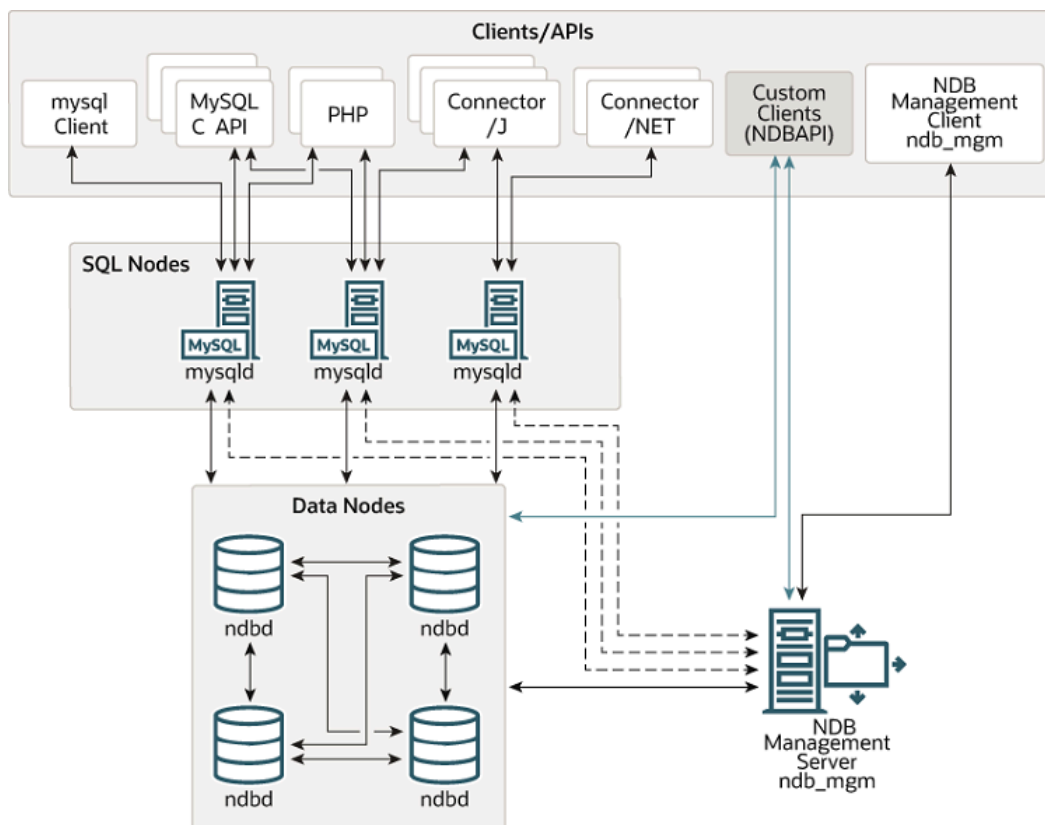 Clients/APIs
mysql
Client
MySQL
C API
PHP
Connector
/J
Connector
/NET
Custom
Clients
(NDBAPI)
NDB
Management
Client
ndb_mgm
SQL Nodes
MySQL
mysqld
MySQL
mysqld
MySQL
mysqld
Data Nodes
ndbd
ndbd
ndbd
ndbd
NDB
Management
Server
ndb_mgm